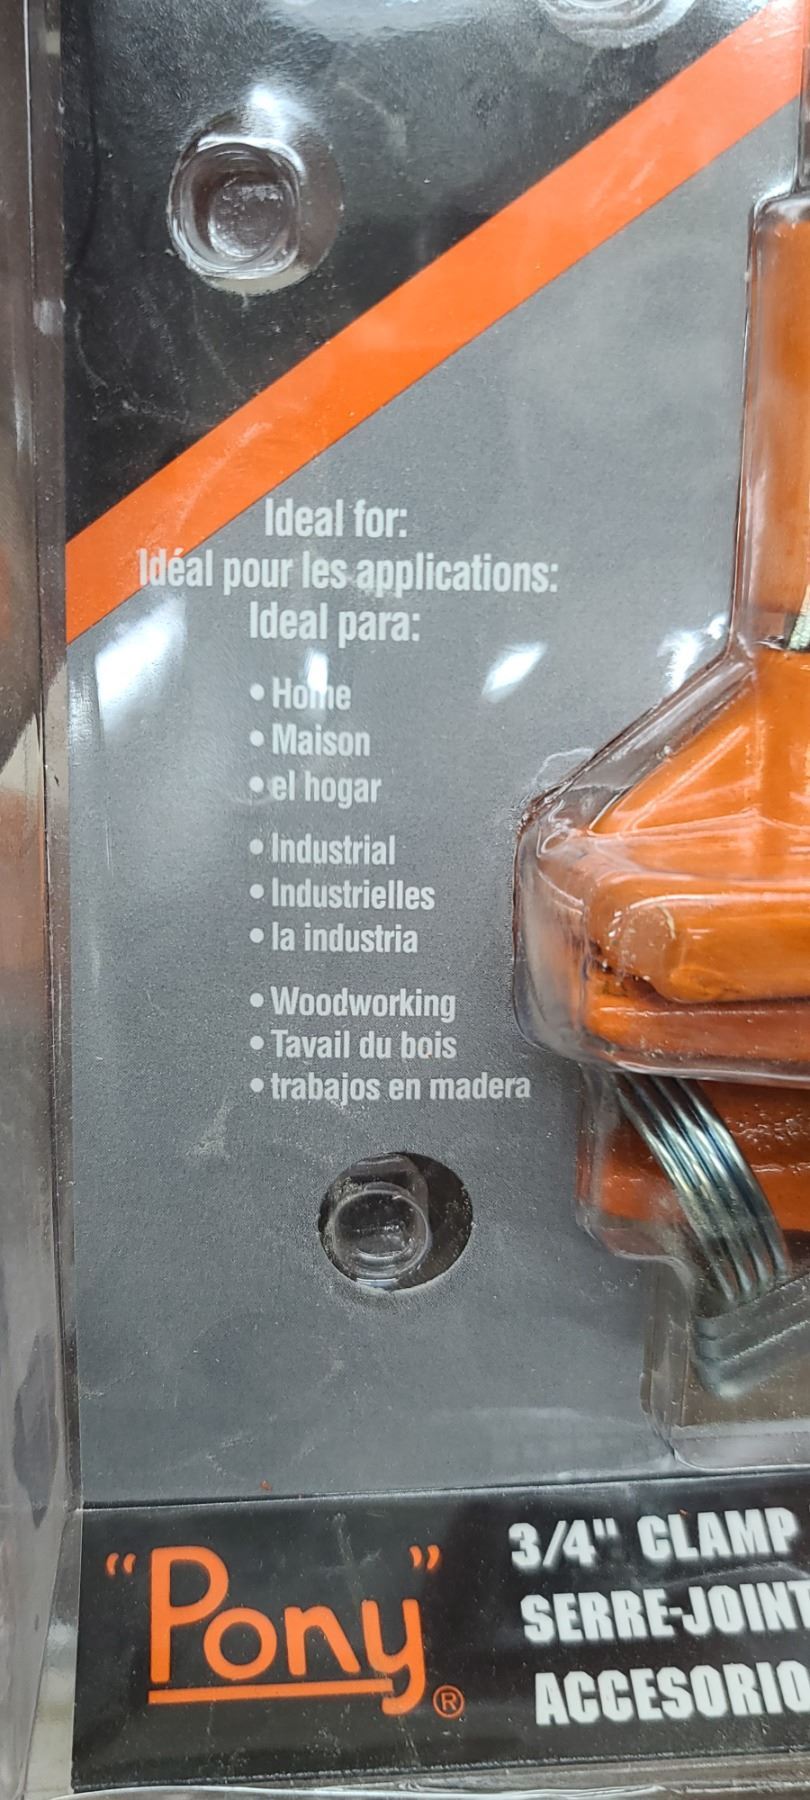 Ideal for:
Idéal pour les applications:
Ideal para:
• Home
• Maison
• el hogar
• Industrial
• Industrielles
• la industria
• Woodworking
• Tavail du bois
• trabajos en madera
"Pony"®
3/4" CLAMP
SERRE-JOINT
ACCESORIO